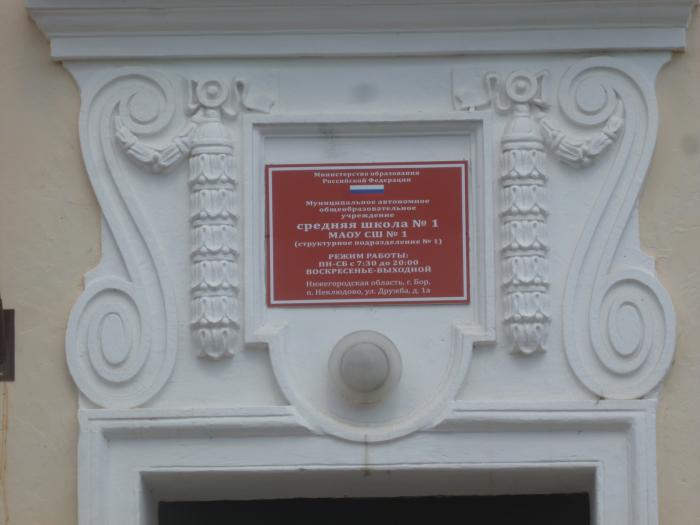 Министерство образования
Российской Федерации
Муниципальное автономное
общеобразовательное
учреждение
средняя школа № 1
МАОУ СШ № 1
(структурное подразделение № 1)
РЕЖИМ РАБОТЫ:
ПН-СБ с 7:30 до 20:00
ВОСКРЕСЕНЬЕ-ВЫХОДНОЙ
Нижегородская область, г. Бор,
п. Неклюдово, ул. Дружба, д. 1а